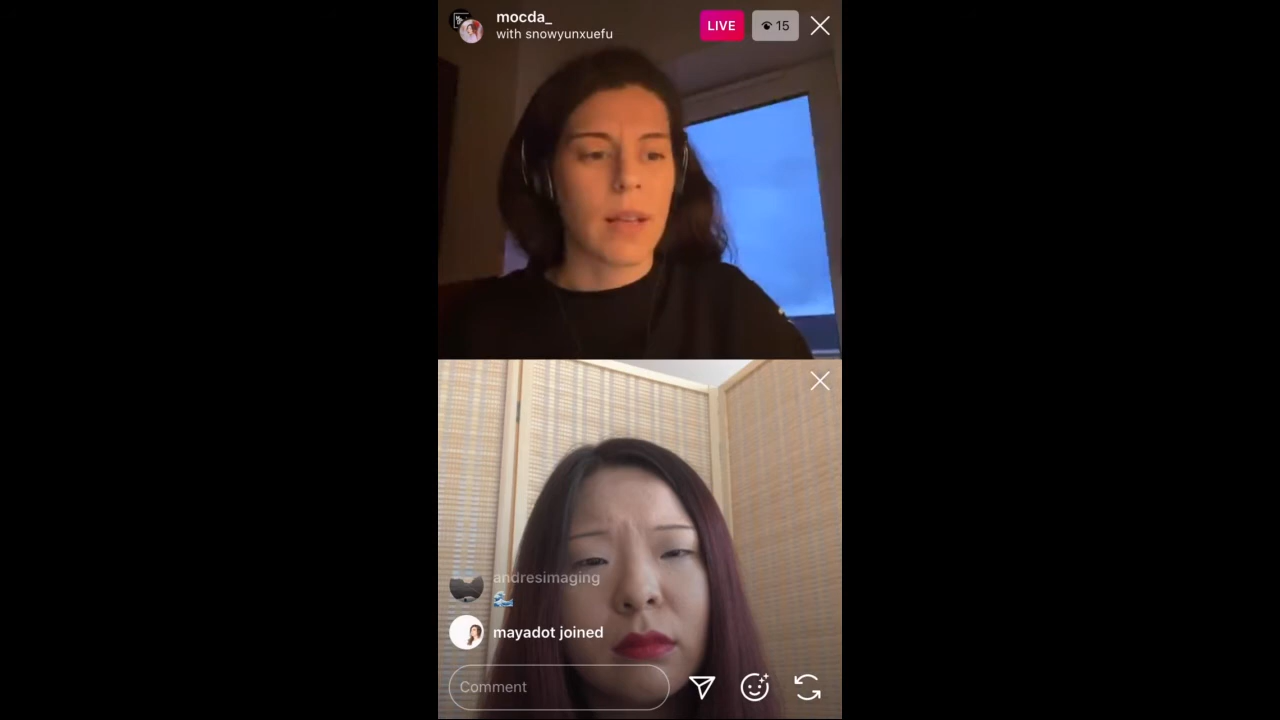 mocda_
with snowyunxuefu
LIVE
15
andresimaging
mayadot joined
Comment